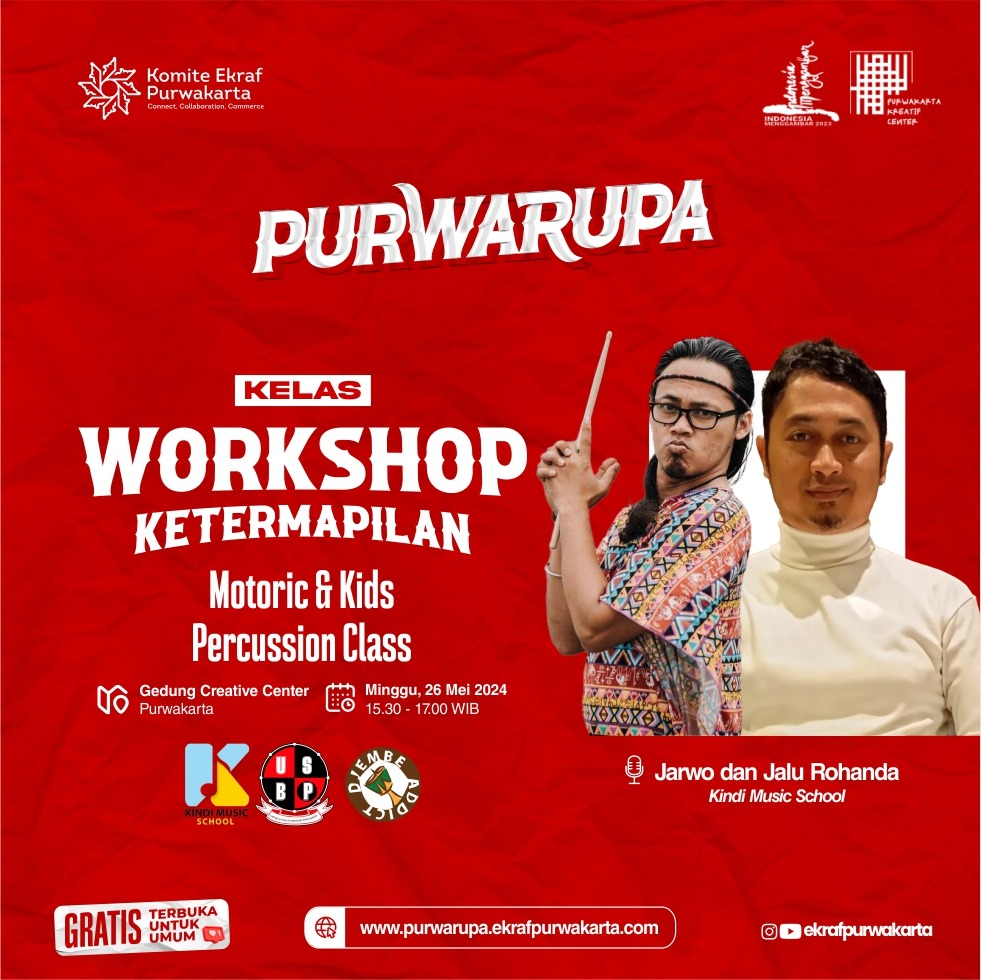 Komite Ekraf
Purwakarta
Connect, Collaboration, Commerce
Indonesia
Menggambar
INDONESIA
MENGGAMBAR 2023
PURWAKARTA
KREATIF
CENTER
PURWARUPA
KELAS
WORKSHOP
KETERMAPILAN
Motoric & Kids
Percussion Class
Gedung Creative Center
Purwakarta
Minggu, 26 Mei 2024
15.30 - 17.00 WIB
KINDI MUSIC
SCHOOL
U S
B P
DJEMBE ADDICT
Jarwo dan Jalu Rohanda
Kindi Music School
GRATIS
TERBUKA
UNTUK
UMUM
www.purwarupa.ekrafpurwakarta.com
ekrafpurwakarta